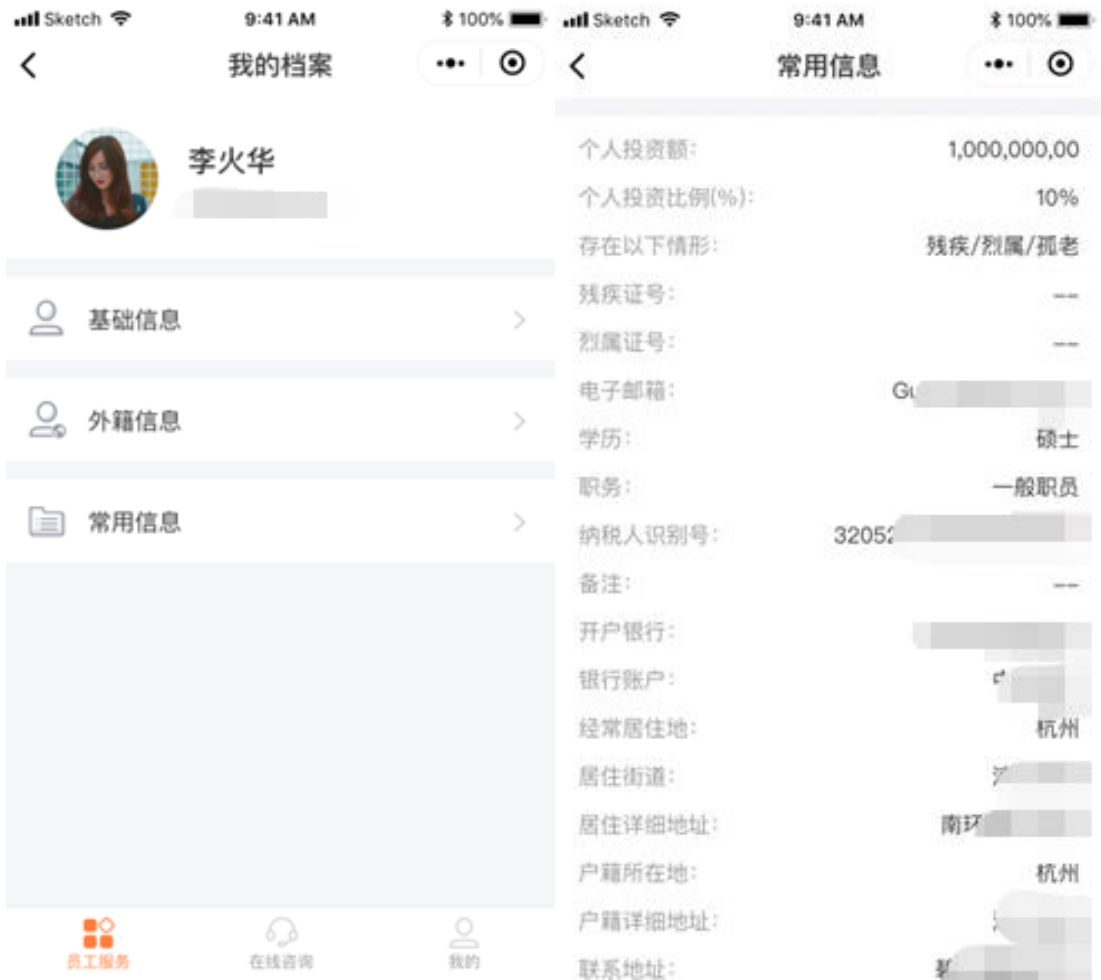 Sketch 9:41 AM 100%
我的档案
李火华
基础信息
外籍信息
常用信息
员工服务 在线咨询 我的
Sketch 9:41 AM 100%
常用信息
个人投资额: 1,000,000,00
个人投资比例(%): 10%
存在以下情形: 残疾/烈属/孤老
残疾证号: --
烈属证号: --
电子邮箱: Gu
学历: 硕士
职务: 一般职员
纳税人识别号: 32052
备注: --
开户银行:
银行账户:
经常居住地: 杭州
居住街道:
居住详细地址: 南环
户籍所在地: 杭州
户籍详细地址:
联系地址: